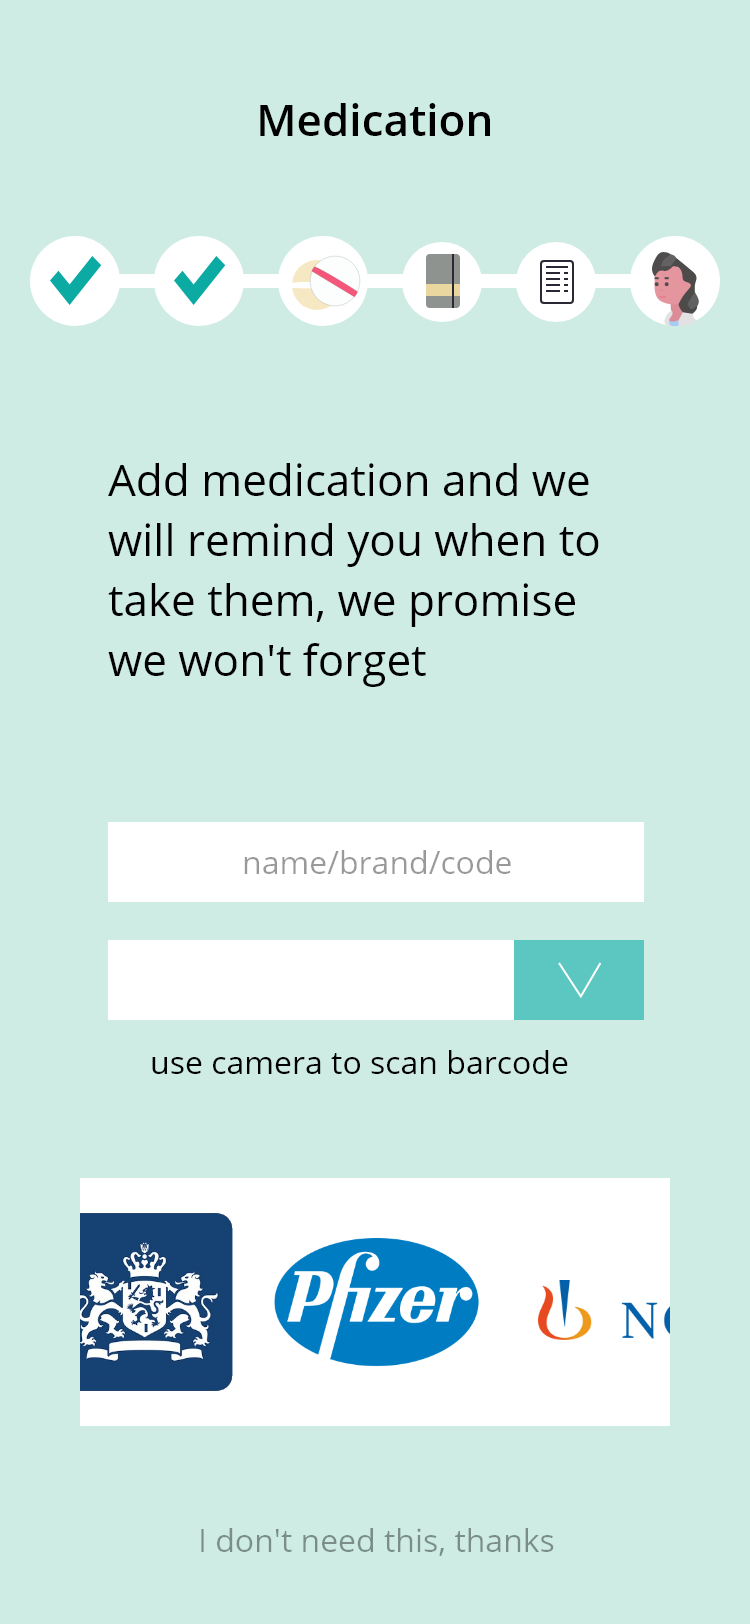 Medication
Add medication and we
will remind you when to
take them, we promise
we won't forget
name/brand/code
use camera to scan barcode
Pfizer
I don't need this, thanks